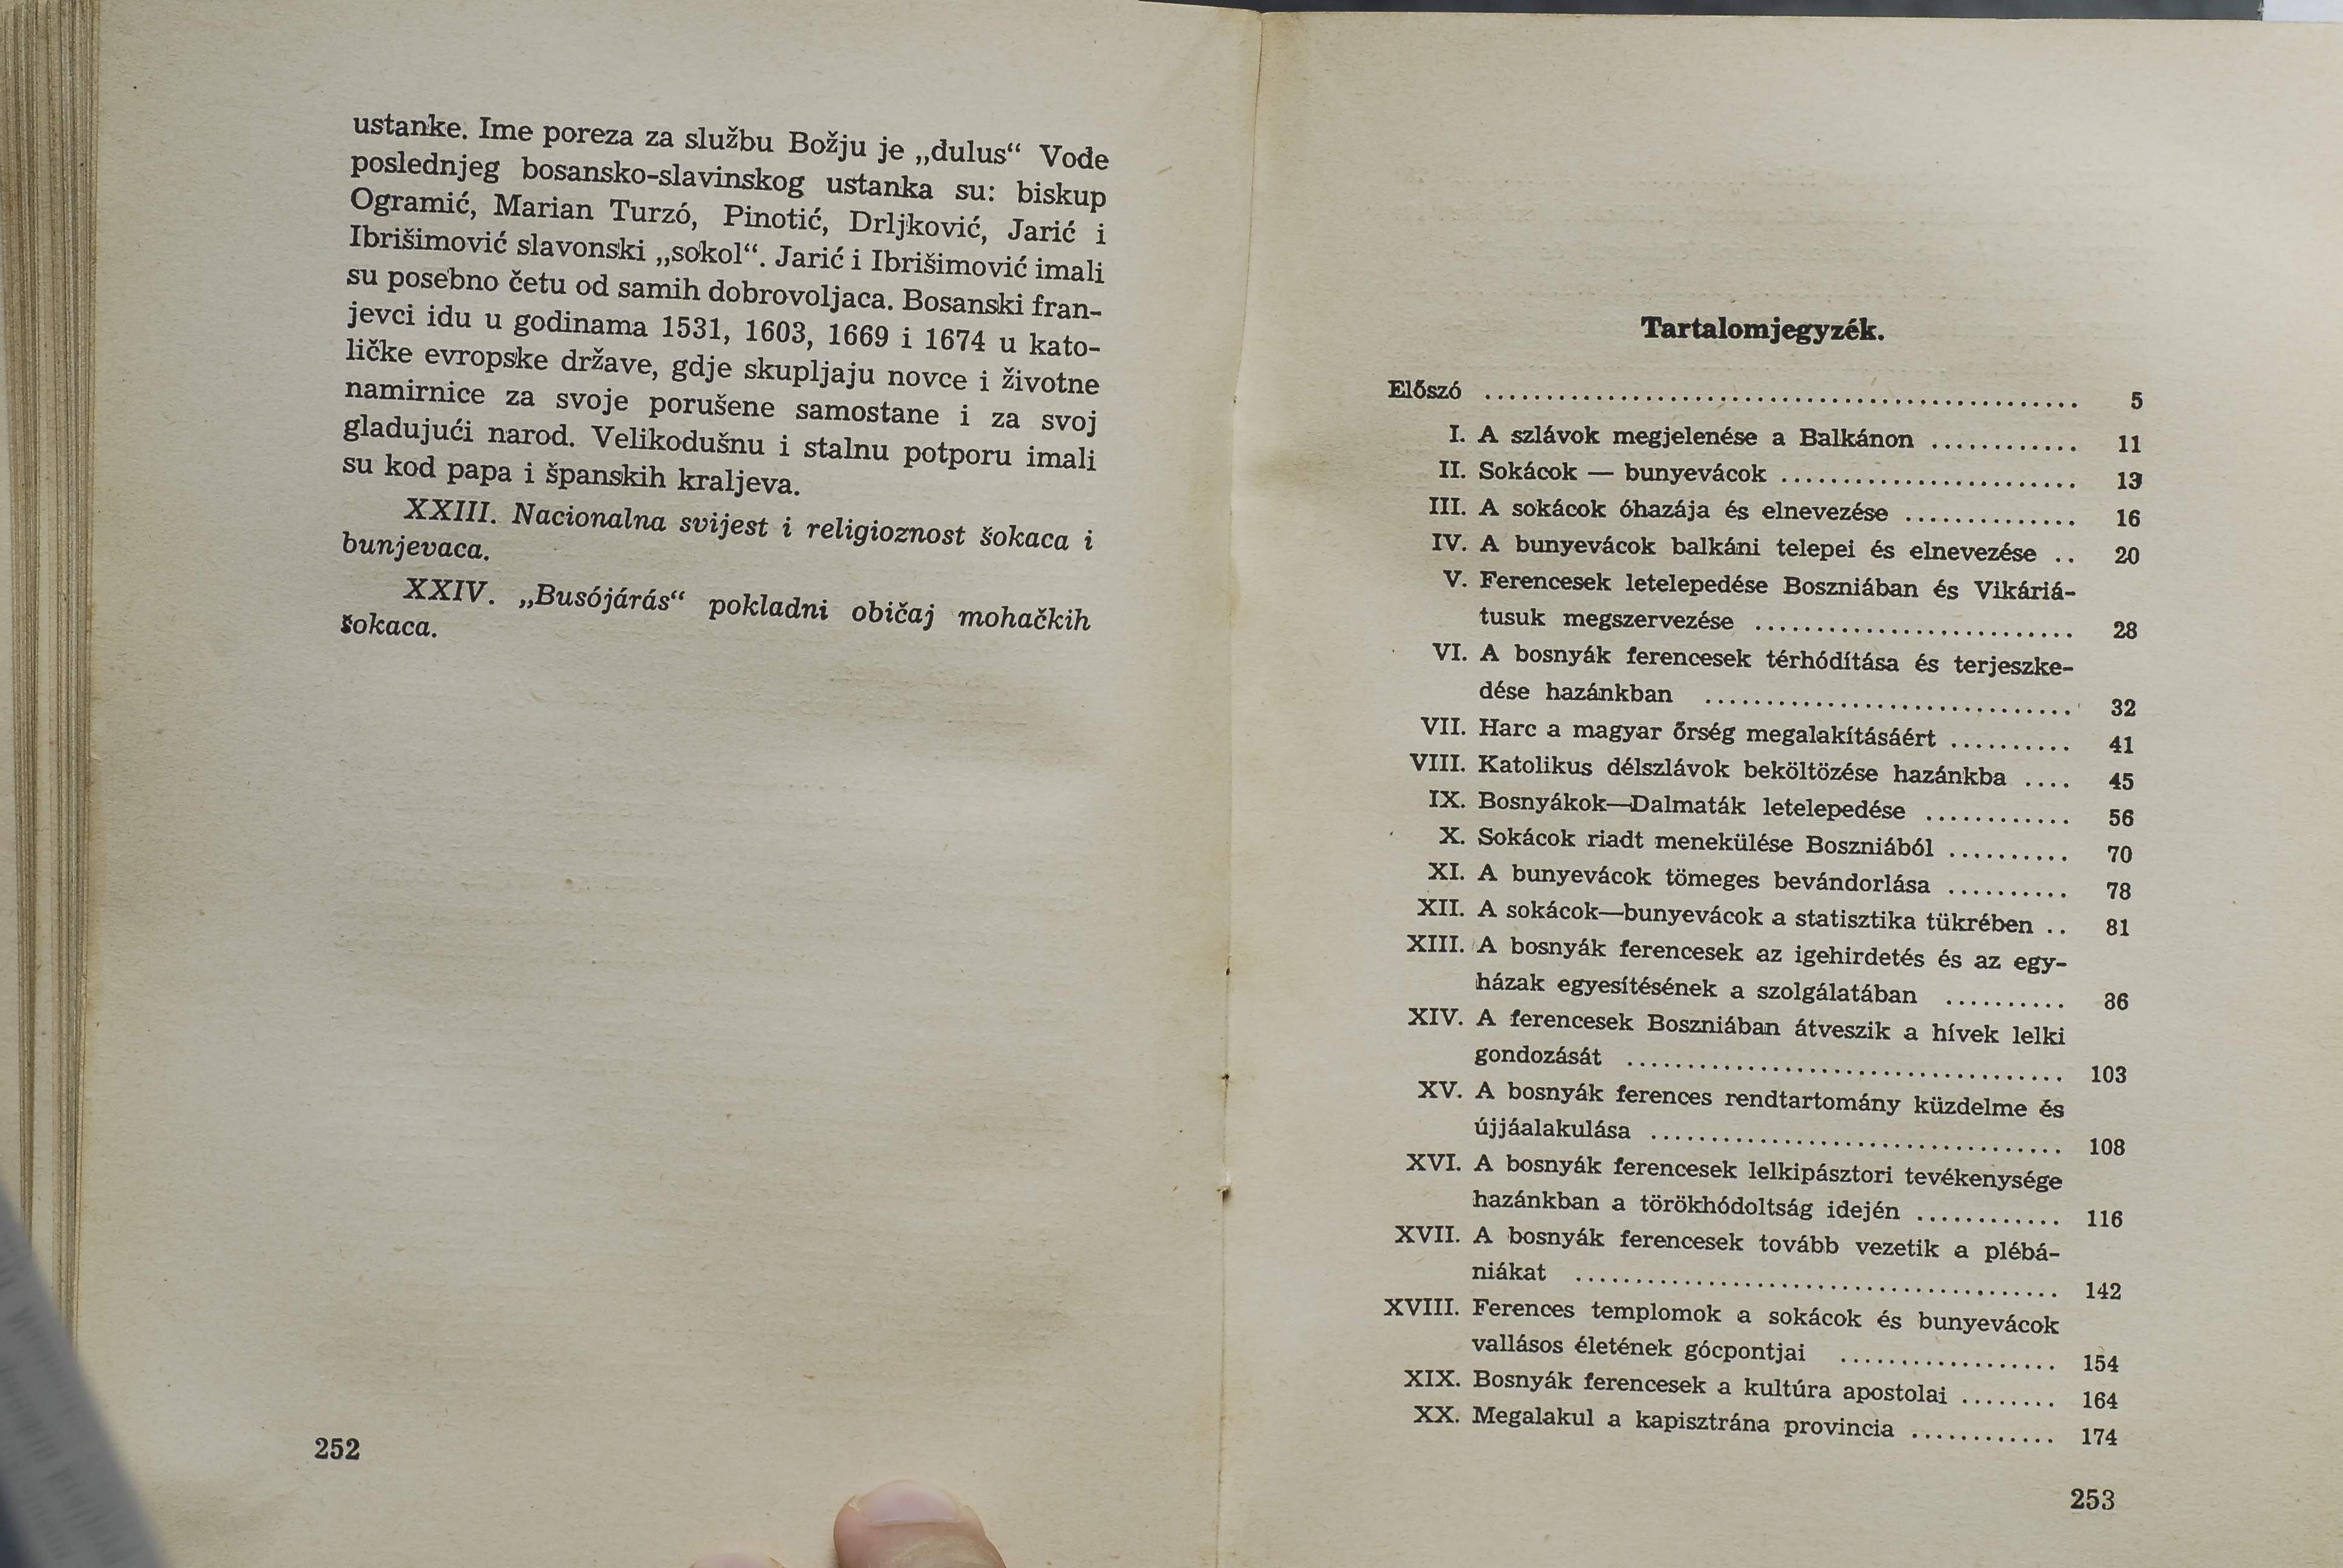 ustanke. Ime poreza za službu Božju je „đulus“ Vođe
poslednjeg bosansko-slavinskog ustanka su: biskup
Ogramić, Marian Turzó, Pinotić, Drljković, Jarić i
Ibrišimović slavonski „sokol“. Jarić i Ibrišimović imali
su posebno četu od samih dobrovoljaca. Bosanski fran-
jevci idu u godinama 1531, 1603, 1669 i 1674 u kato-
ličke evropske države, gdje skupljaju novce i životne
namirnice za svoje porušene samostane i za svoj
gladujući narod. Velikodušnu i stalnu potporu imali
su kod papa i španskih kraljeva.
XXIII. Nacionalna svijest i religioznost šokaca i
bunjevaca.
XXIV. „Busójárás“ pokladni običaj mohačkih
šokaca.
252
Tartalomjegyzék.
Előszó ................................................ 5
I. A szlávok megjelenése a Balkánon ............ 11
II. Sokácok — bunyevácok ......................... 13
III. A sokácok óhazája és elnevezése .............. 16
IV. A bunyevácok balkáni telepei és elnevezése .. 20
V. Ferencesek letelepedése Boszniában és Vikáriá-
tusuk megszervezése .......................... 28
VI. A bosnyák ferencesek térhódítása és terjeszke-
dése hazánkban .............................. 32
VII. Harc a magyar őrség megalakításáért .......... 41
VIII. Katolikus délszlávok beköltözése hazánkba .... 45
IX. Bosnyákok—Dalmaták letelepedése ............ 56
X. Sokácok riadt menekülése Boszniából .......... 70
XI. A bunyevácok tömeges bevándorlása .......... 78
XII. A sokácok—bunyevácok a statisztika tükrében .. 81
XIII. A bosnyák ferencesek az igehirdetés és az egy-
házak egyesítésének a szolgálatában .......... 86
XIV. A ferencesek Boszniában átveszik a hívek lelki
gondozását .................................... 103
XV. A bosnyák ferences rendtartomány küzdelme és
újjáalakulása .................................. 108
XVI. A bosnyák ferencesek lelkipásztori tevékenysége
hazánkban a törökhódoltság idején ............ 116
XVII. A bosnyák ferencesek tovább vezetik a plébá-
niákat ........................................ 142
XVIII. Ferences templomok a sokácok és bunyevácok
vallásos életének gócpontjai .................. 154
XIX. Bosnyák ferencesek a kultúra apostolai ........ 164
XX. Megalakul a kapisztrána provincia ............ 174
253